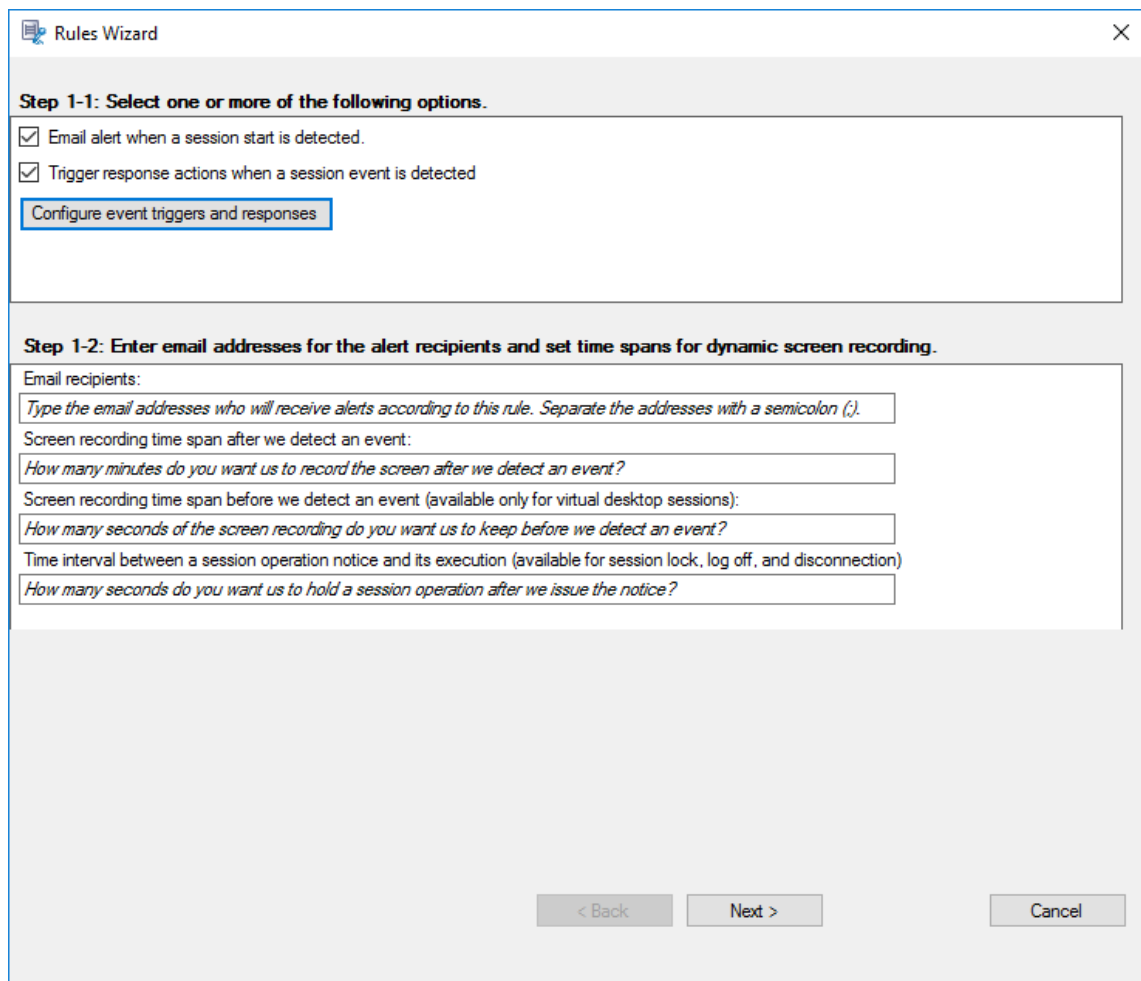 Rules Wizard
Step 1-1: Select one or more of the following options.
Email alert when a session start is detected.
Trigger response actions when a session event is detected
Configure event triggers and responses
Step 1-2: Enter email addresses for the alert recipients and set time spans for dynamic screen recording.
Email recipients:
Type the email addresses who will receive alerts according to this rule. Separate the addresses with a semicolon (;).
Screen recording time span after we detect an event:
How many minutes do you want us to record the screen after we detect an event?
Screen recording time span before we detect an event (available only for virtual desktop sessions):
How many seconds of the screen recording do you want us to keep before we detect an event?
Time interval between a session operation notice and its execution (available for session lock, log off, and disconnection)
How many seconds do you want us to hold a session operation after we issue the notice?
< Back Next > Cancel